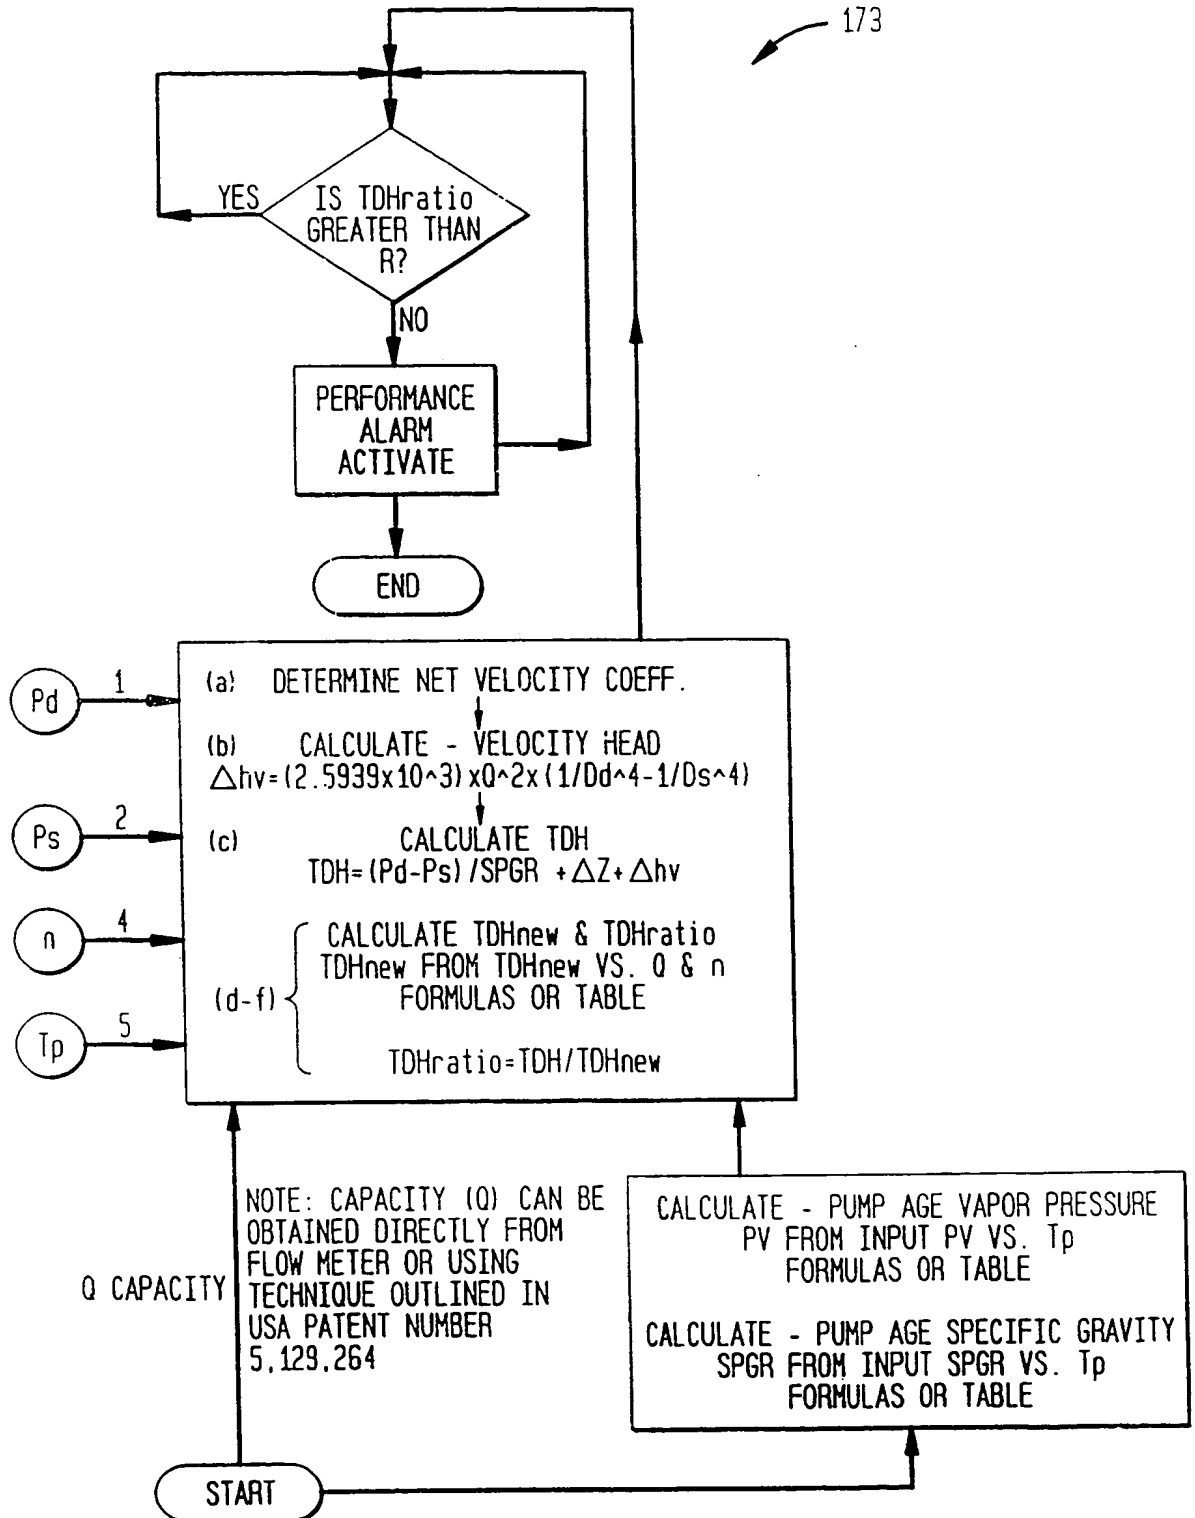 173
YES
IS TDHratio
GREATER THAN
R?
NO
PERFORMANCE
ALARM
ACTIVATE
END
Pd
1
Ps
2
n
4
Tp
5
(a) DETERMINE NET VELOCITY COEFF.
(b) CALCULATE - VELOCITY HEAD
△hv=(2.5939x10^3)xQ^2x(1/Dd^4-1/Ds^4)
(c) CALCULATE TDH
TDH=(Pd-Ps)/SPGR +△Z+△hv
(d-f)
CALCULATE TDHnew & TDHratio
TDHnew FROM TDHnew VS. Q & n
FORMULAS OR TABLE
TDHratio=TDH/TDHnew
Q CAPACITY
NOTE: CAPACITY (Q) CAN BE
OBTAINED DIRECTLY FROM
FLOW METER OR USING
TECHNIQUE OUTLINED IN
USA PATENT NUMBER
5,129,264
CALCULATE - PUMP AGE VAPOR PRESSURE
PV FROM INPUT PV VS. Tp
FORMULAS OR TABLE
CALCULATE - PUMP AGE SPECIFIC GRAVITY
SPGR FROM INPUT SPGR VS. Tp
FORMULAS OR TABLE
START